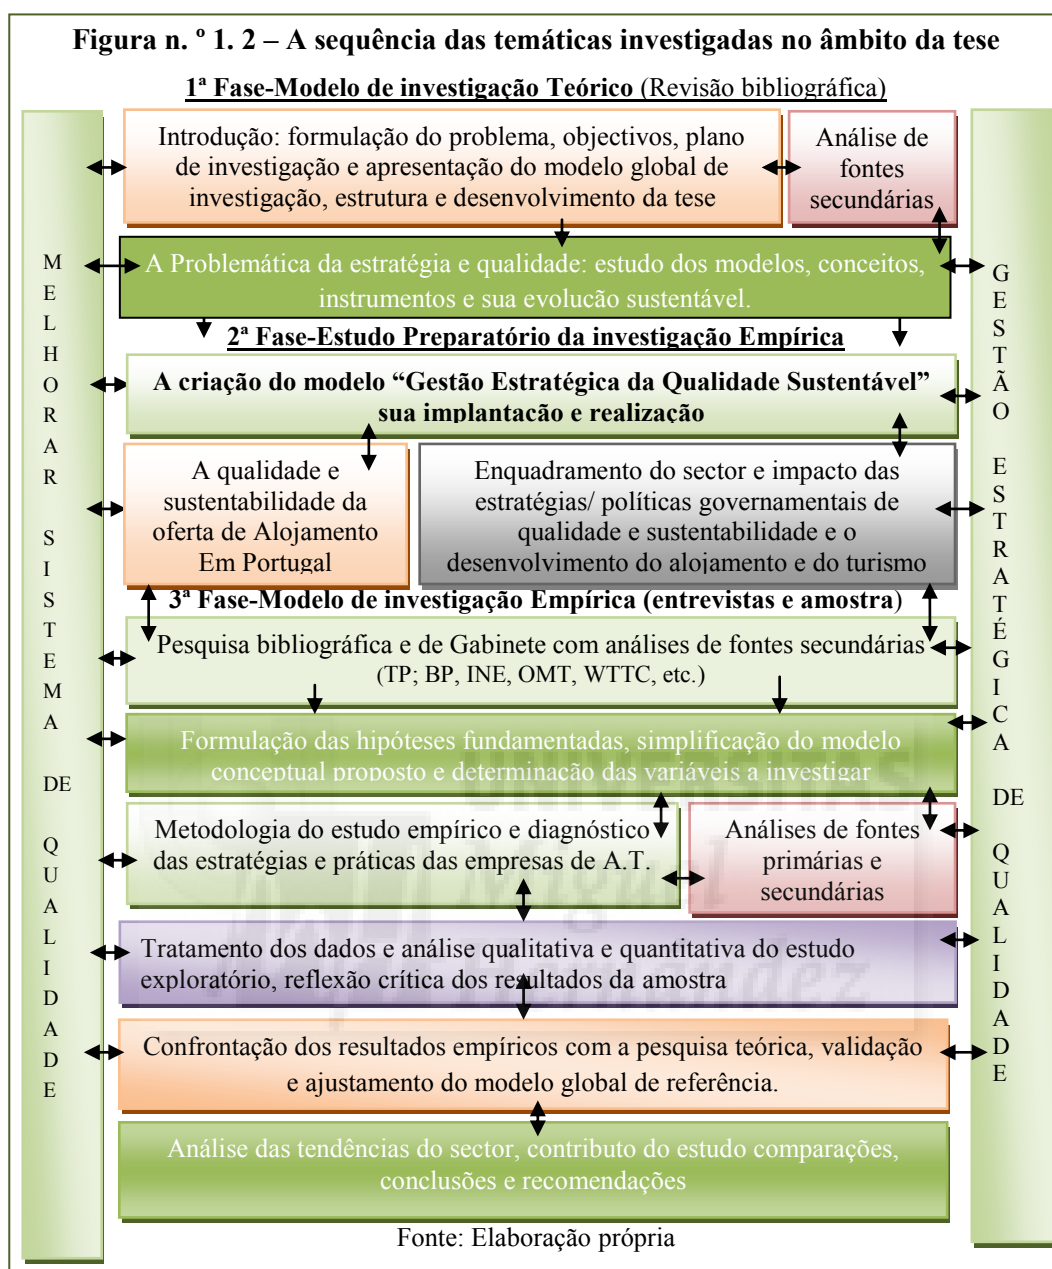 Figura n. º 1. 2 – A sequência das temáticas investigadas no âmbito da tese
1ª Fase-Modelo de investigação Teórico (Revisão bibliográfica)
Introdução: formulação do problema, objectivos, plano
de investigação e apresentação do modelo global de
investigação, estrutura e desenvolvimento da tese
Análise de
fontes
secundárias
A Problemática da estratégia e qualidade: estudo dos modelos, conceitos,
instrumentos e sua evolucão sustentável.
2ª Fase-Estudo Preparatório da investigação Empírica
A criação do modelo “Gestão Estratégica da Qualidade Sustentável”
sua implantacão e realização
A qualidade e
sustentabilidade da
oferta de Alojamento
Em Portugal
Enquadramento do sector e impacto das
estratégias/ políticas governamentais de
qualidade e sustentabilidade e o
desenvolvimento do alojamento e do turismo
3ª Fase-Modelo de investigação Empírica (entrevistas e amostra)
Pesquisa bibliográfica e de Gabinete com análises de fontes secundárias
(TP; BP, INE, OMT, WTTC, etc.)
Formulação das hipóteses fundamentadas, simplificação do modelo
conceptual proposto e determinação das variáveis a investigar
Metodologia do estudo empírico e diagnóstico
das estratégias e práticas das empresas de A.T.
Análises de fontes
primárias e
secundárias
Tratamento dos dados e análise qualitativa e quantitativa do estudo
exploratório, reflexão crítica dos resultados da amostra
Confrontação dos resultados empíricos com a pesquisa teórica, validação
e ajustamento do modelo global de referência.
Análise das tendências do sector, contributo do estudo comparações,
conclusões e recomendações
MELHORAR SISTEMA DE QUALIDADE
GESTÃO ESTRATÉGICA DE QUALIDADE
UNIVERSITAS
Miguel
Hernández
Fonte: Elaboração própria